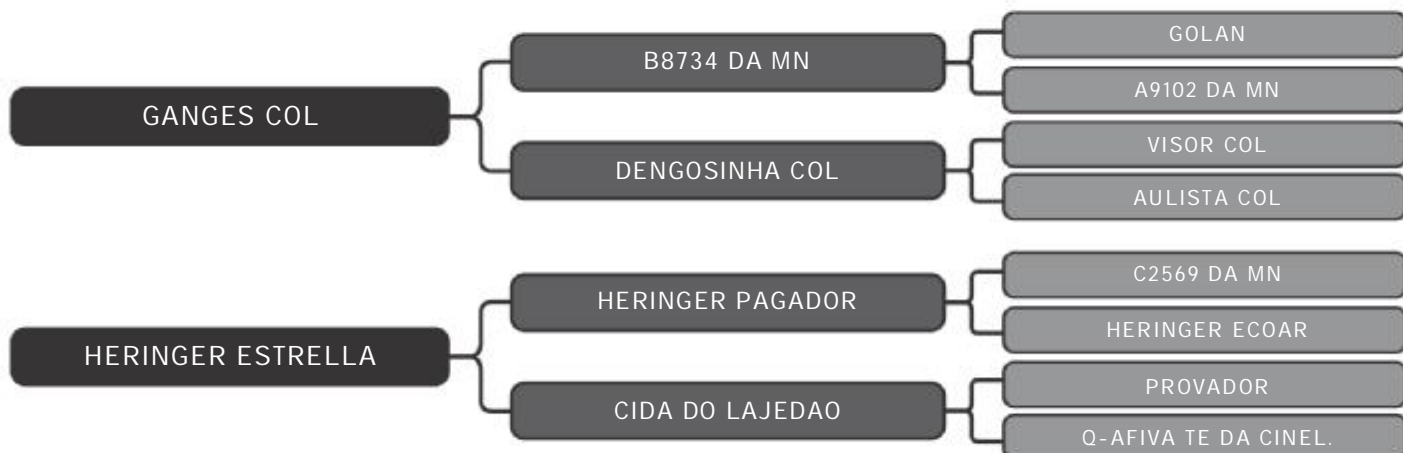 GANGES COL
B8734 DA MN
GOLAN
A9102 DA MN
DENGOSINHA COL
VISOR COL
AULISTA COL
HERINGER ESTRELLA
HERINGER PAGADOR
C2569 DA MN
HERINGER ECOAR
CIDA DO LAJEDAO
PROVADOR
Q-AFIVA TE DA CINEL.